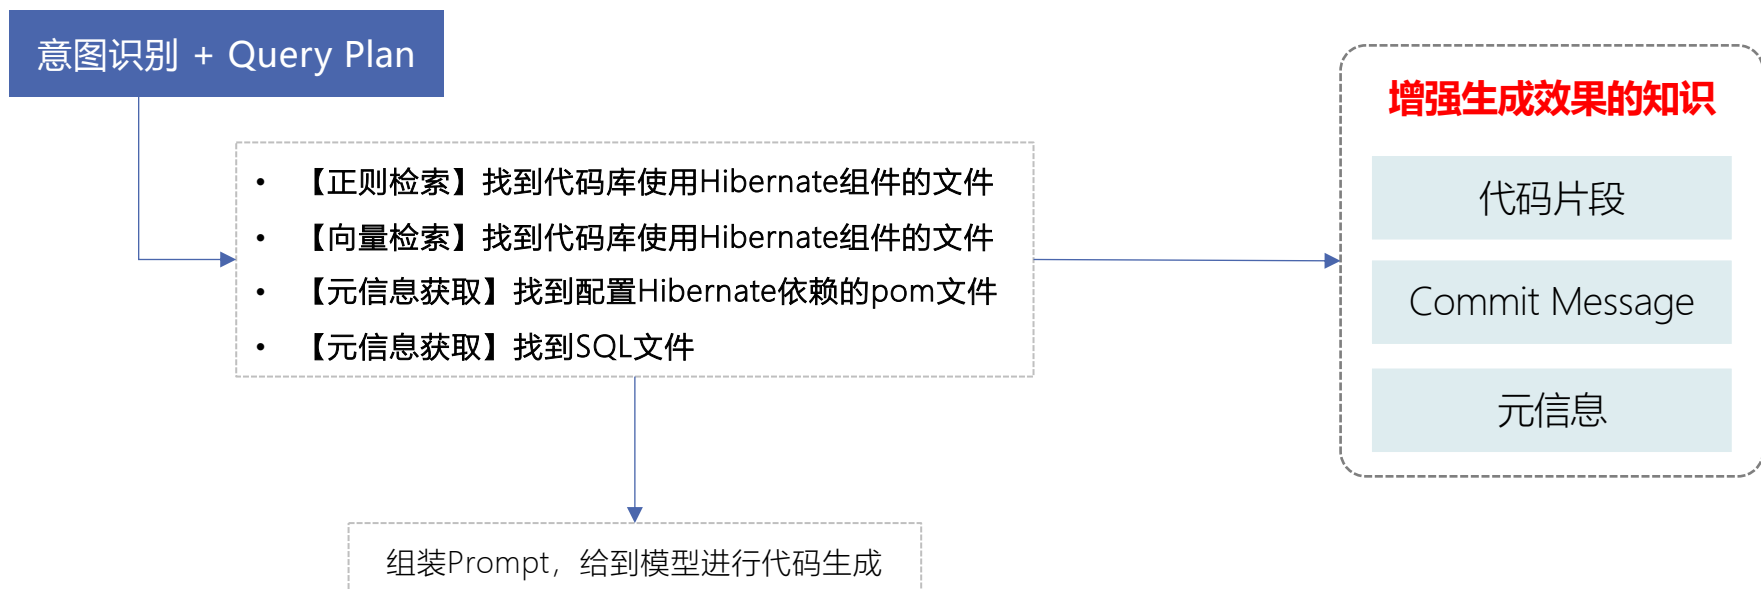 意图识别 + Query Plan
• 【正则检索】找到代码库使用Hibernate组件的文件
• 【向量检索】找到代码库使用Hibernate组件的文件
• 【元信息获取】找到配置Hibernate依赖的pom文件
• 【元信息获取】找到SQL文件
增强生成效果的知识
代码片段
Commit Message
元信息
组装Prompt，给到模型进行代码生成